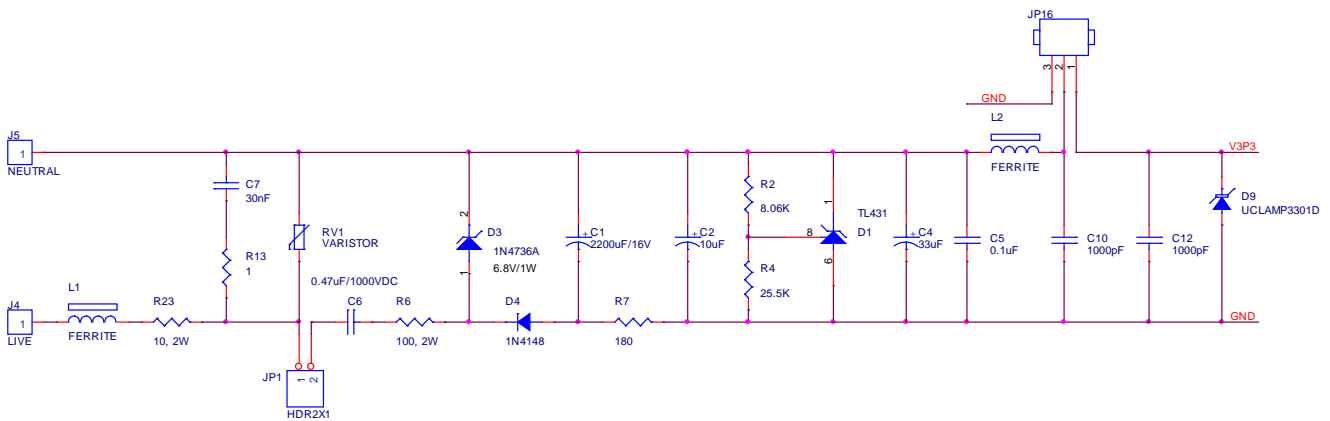 JP16
3
2
1
GND
L2
FERRITE
J5
1
NEUTRAL
V3P3
C7
30nF
R13
1
RV1
VARISTOR
2
D3
1N4736A
6.8V/1W
1
C1
2200uF/16V
+
C2
10uF
+
R2
8.06K
R4
25.5K
1
TL431
D1
8
6
C4
33uF
+
C5
0.1uF
C10
1000pF
C12
1000pF
D9
UCLAMP3301D
J4
1
LIVE
L1
FERRITE
R23
10, 2W
0.47uF/1000VDC
C6
R6
100, 2W
D4
1N4148
R7
180
GND
JP1
1
2
HDR2X1